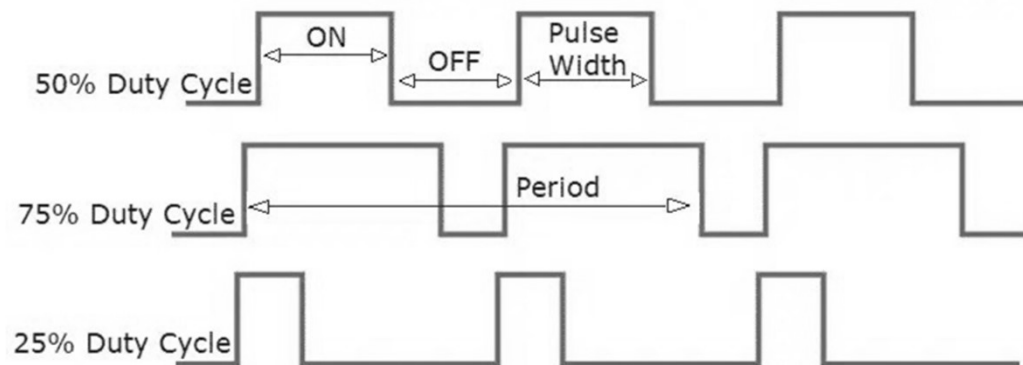 ON
OFF
Pulse
Width
50% Duty Cycle
Period
75% Duty Cycle
25% Duty Cycle